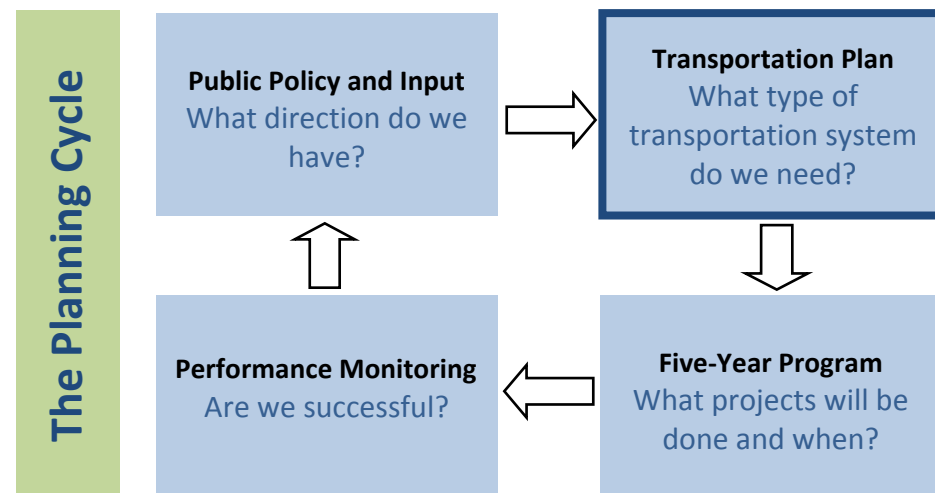 The Planning Cycle
Public Policy and Input
What direction do we
have?
Transportation Plan
What type of
transportation system
do we need?
Five-Year Program
What projects will be
done and when?
Performance Monitoring
Are we successful?